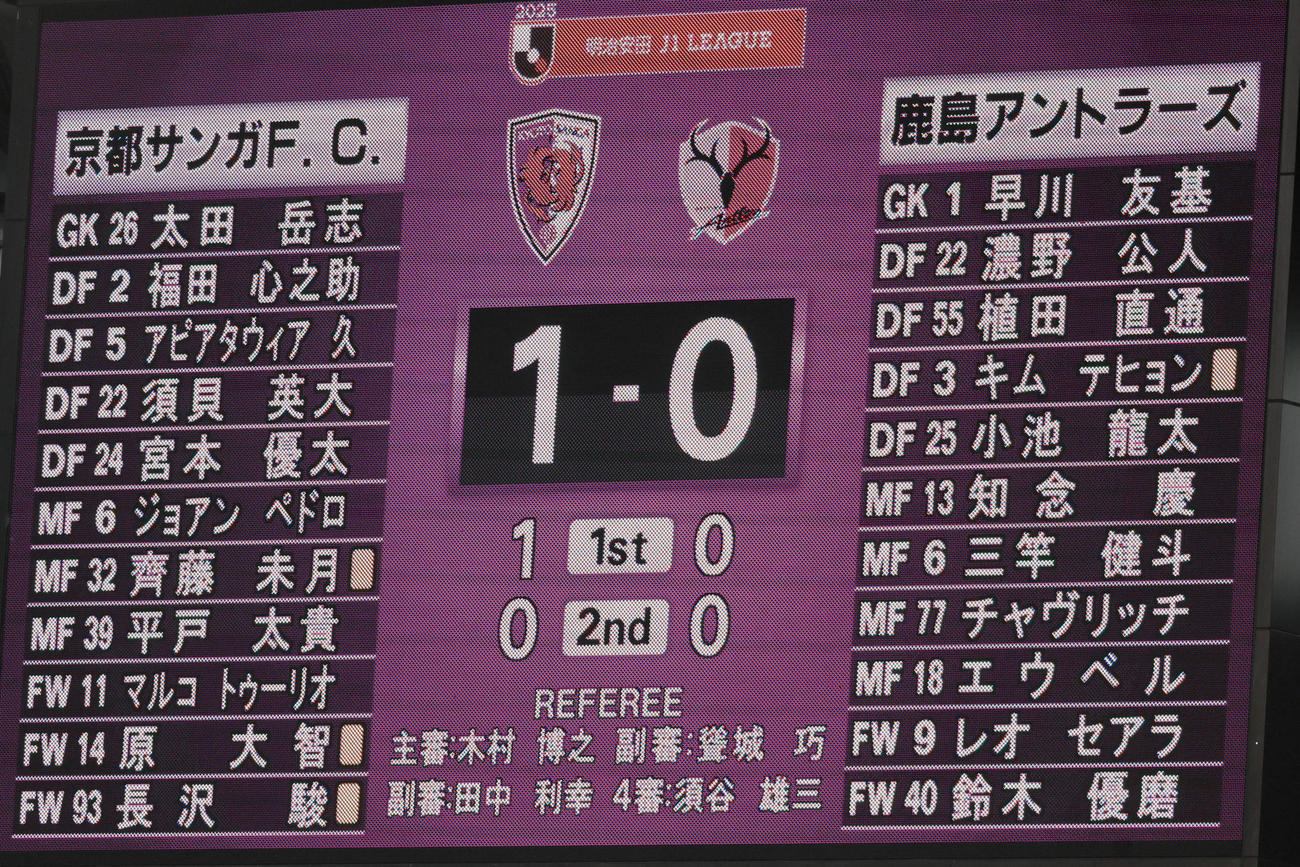 2025
明治安田 J1 LEAGUE
京都サンガF.C.
GK 26 太田 岳志
DF 2 福田 心之助
DF 5 アピアタウィア 久
DF 22 須貝 英大
DF 24 宮本 優太
MF 6 ジョアン ペドロ
MF 32 齊藤 未月
MF 39 平戸 太貴
FW 11 マルコ トゥーリオ
FW 14 原 大智
FW 93 長沢 駿
KYOTO SANGA
Antlers
1 - 0
1 1st 0
0 2nd 0
REFEREE
主審:木村 博之 副審:聳城 巧
副審:田中 利幸 4審:須谷 雄三
鹿島アントラーズ
GK 1 早川 友基
DF 22 濃野 公人
DF 55 植田 直通
DF 3 キム テヒョン
DF 25 小池 龍太
MF 13 知念 慶
MF 6 三竿 健斗
MF 77 チャヴリッチ
MF 18 エウベル
FW 9 レオ セアラ
FW 40 鈴木 優磨